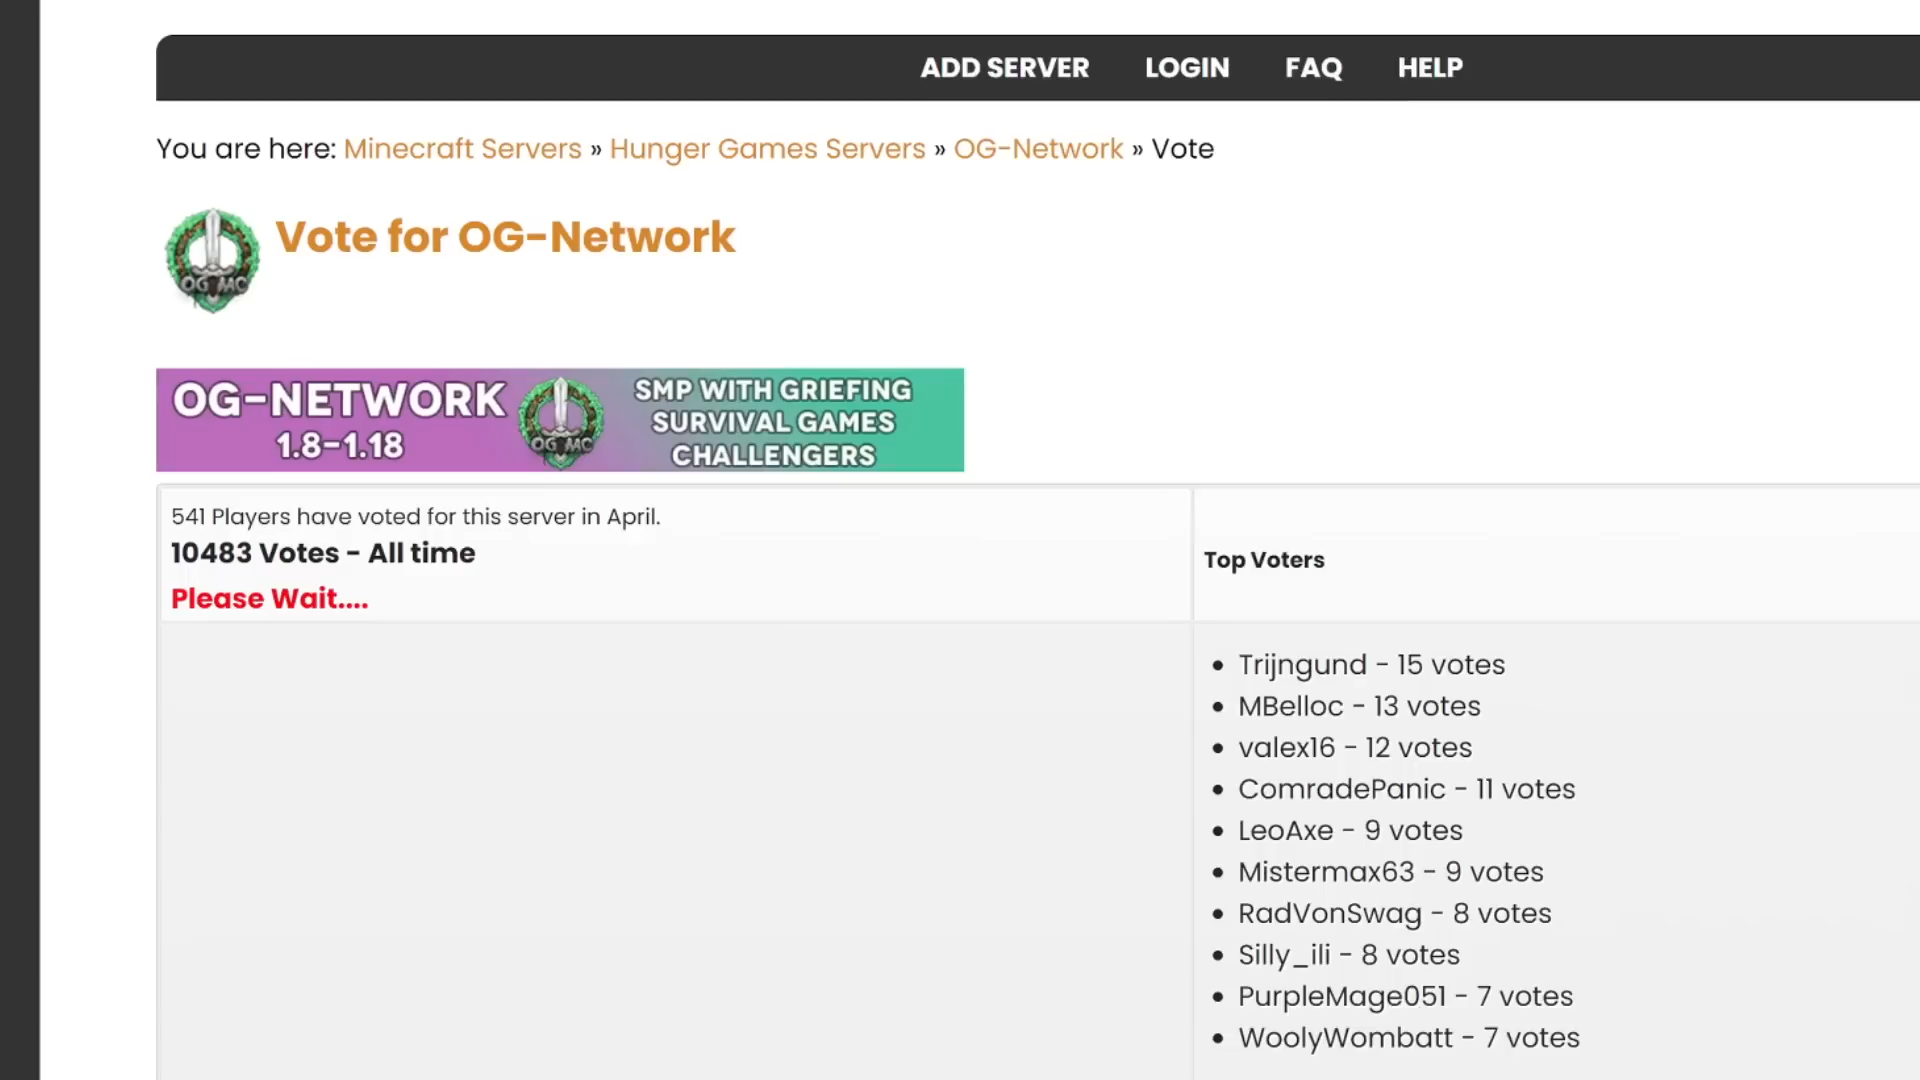 ADD SERVER LOGIN FAQ HELP
You are here: Minecraft Servers » Hunger Games Servers » OG-Network » Vote
OG MC
Vote for OG-Network
OG-NETWORK
1.8-1.18
OG MC
SMP WITH GRIEFING
SURVIVAL GAMES
CHALLENGERS
541 Players have voted for this server in April.
10483 Votes - All time
Please Wait....
Top Voters
Trijngund - 15 votes
MBelloc - 13 votes
valex16 - 12 votes
ComradePanic - 11 votes
LeoAxe - 9 votes
Mistermax63 - 9 votes
RadVonSwag - 8 votes
Silly_ili - 8 votes
PurpleMage051 - 7 votes
WoolyWombatt - 7 votes